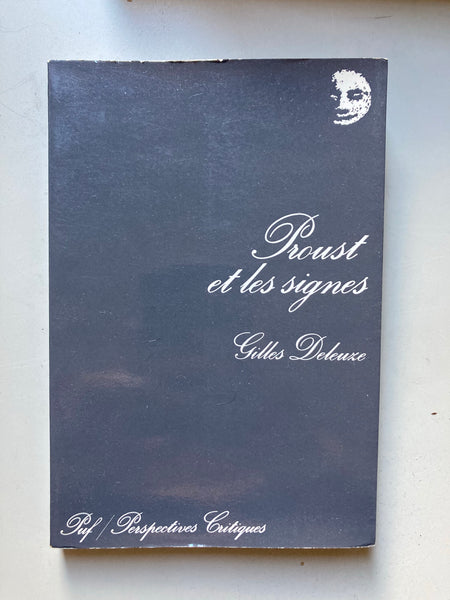 Proust
et les signes
Gilles Deleuze
Puf / Perspectives Critiques